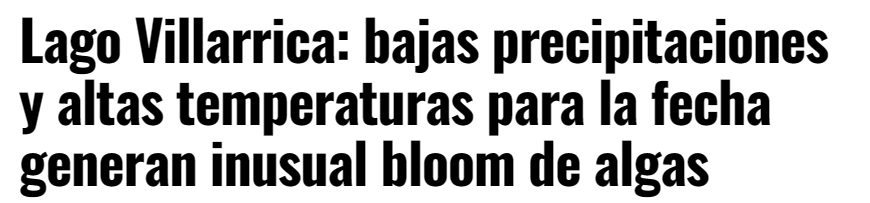 Lago Villarrica: bajas precipitaciones
y altas temperaturas para la fecha
generan inusual bloom de algas